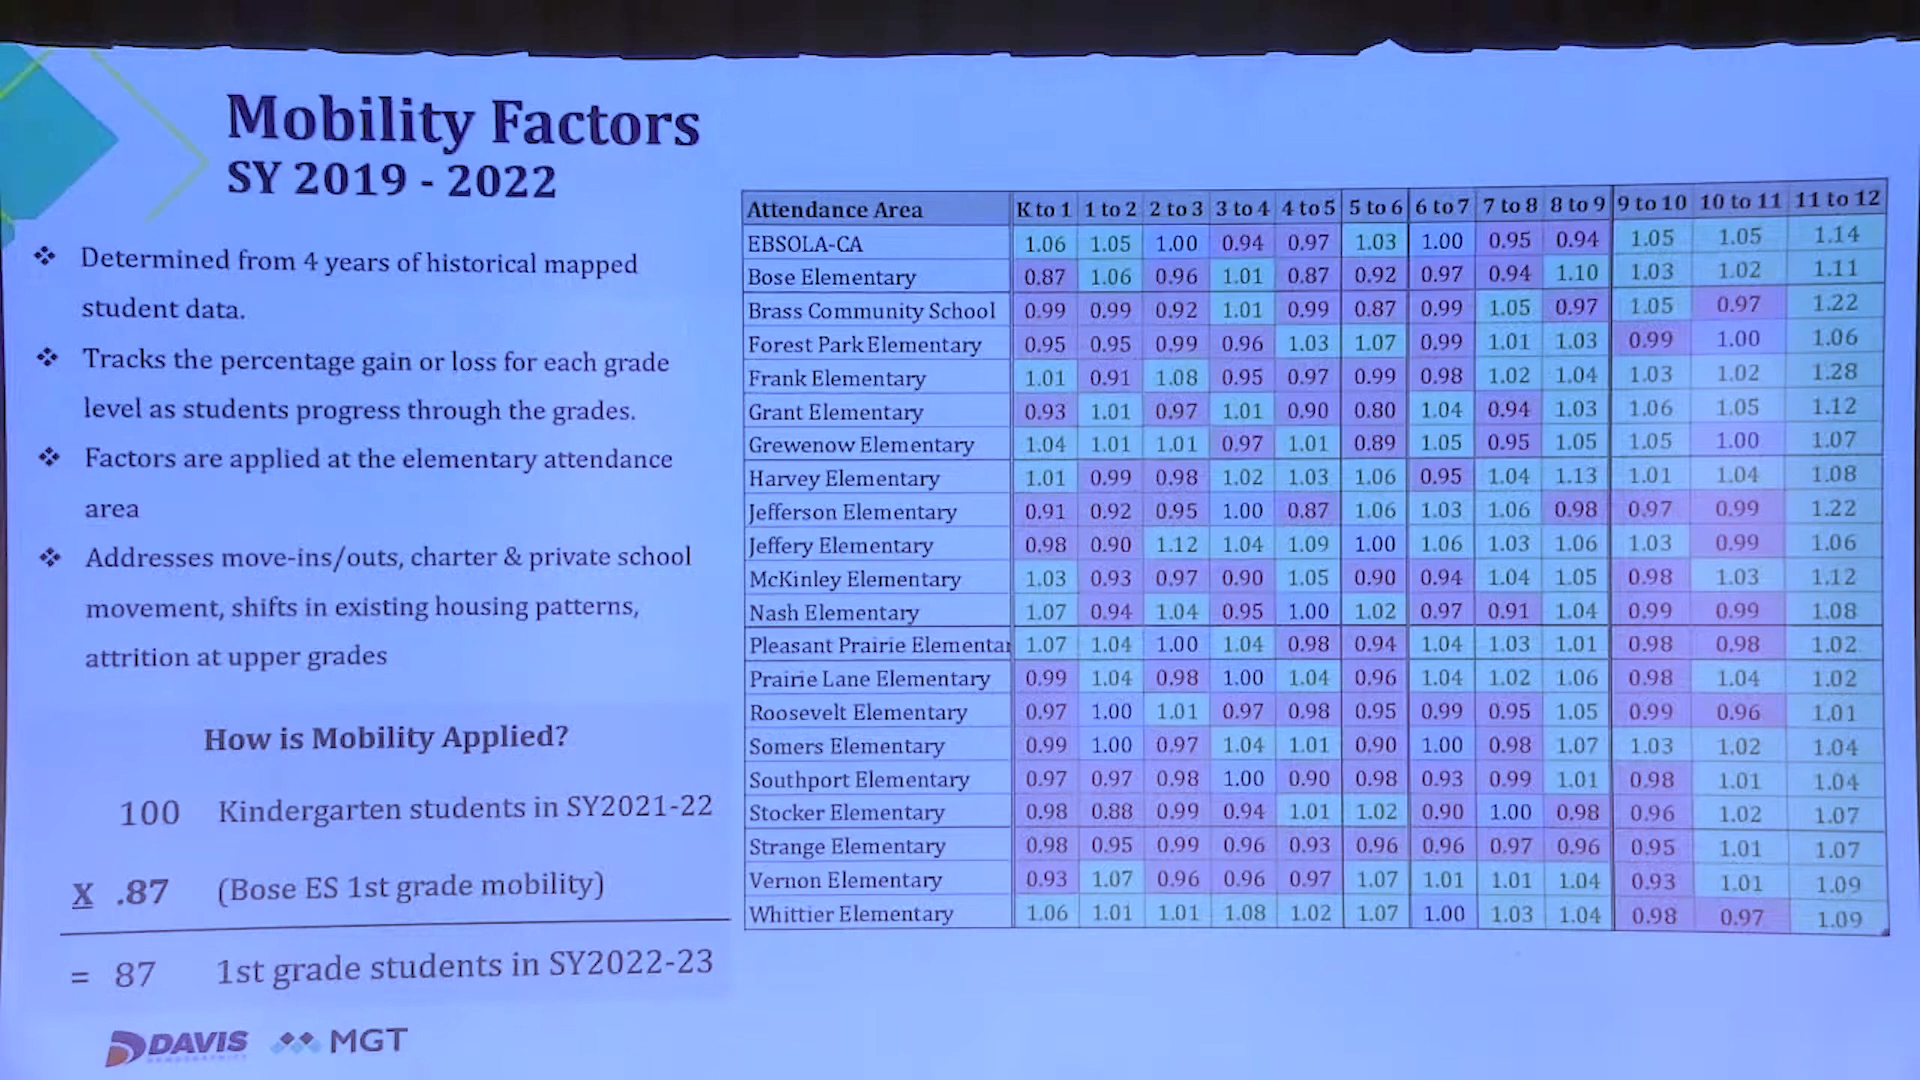 Mobility Factors
SY 2019 - 2022
❖ Determined from 4 years of historical mapped
student data.
❖ Tracks the percentage gain or loss for each grade
level as students progress through the grades.
❖ Factors are applied at the elementary attendance
area
❖ Addresses move-ins/outs, charter & private school
movement, shifts in existing housing patterns,
attrition at upper grades
How is Mobility Applied?
100 Kindergarten students in SY2021-22
X .87 (Bose ES 1st grade mobility)
= 87 1st grade students in SY2022-23
DAVIS MGT
Attendance Area K to 1 1 to 2 2 to 3 3 to 4 4 to 5 5 to 6 6 to 7 7 to 8 8 to 9 9 to 10 10 to 11 11 to 12
EBSOLA-CA 1.06 1.05 1.00 0.94 0.97 1.03 1.00 0.95 0.94 1.05 1.05 1.14
Bose Elementary 0.87 1.06 0.96 1.01 0.87 0.92 0.97 0.94 1.10 1.03 1.02 1.11
Brass Community School 0.99 0.99 0.92 1.01 0.99 0.87 0.99 1.05 0.97 1.05 0.97 1.22
Forest Park Elementary 0.95 0.95 0.99 0.96 1.03 1.07 0.99 1.01 1.03 0.99 1.00 1.06
Frank Elementary 1.01 0.91 1.08 0.95 0.97 0.99 0.98 1.02 1.04 1.03 1.02 1.28
Grant Elementary 0.93 1.01 0.97 1.01 0.90 0.80 1.04 0.94 1.03 1.06 1.05 1.12
Grewenow Elementary 1.04 1.01 1.01 0.97 1.01 0.89 1.05 0.95 1.05 1.05 1.00 1.07
Harvey Elementary 1.01 0.99 0.98 1.02 1.03 1.06 0.95 1.04 1.13 1.01 1.04 1.08
Jefferson Elementary 0.91 0.92 0.95 1.00 0.87 1.06 1.03 1.06 0.98 0.97 0.99 1.22
Jeffery Elementary 0.98 0.90 1.12 1.04 1.09 1.00 1.06 1.03 1.06 1.03 0.99 1.06
McKinley Elementary 1.03 0.93 0.97 0.90 1.05 0.90 0.94 1.04 1.05 0.98 1.03 1.12
Nash Elementary 1.07 0.94 1.04 0.95 1.00 1.02 0.97 0.91 1.04 0.99 0.99 1.08
Pleasant Prairie Elementar 1.07 1.04 1.00 1.04 0.98 0.94 1.04 1.03 1.01 0.98 0.98 1.02
Prairie Lane Elementary 0.99 1.04 0.98 1.00 1.04 0.96 1.04 1.02 1.06 0.98 1.04 1.02
Roosevelt Elementary 0.97 1.00 1.01 0.97 0.98 0.95 0.99 0.95 1.05 0.99 0.96 1.01
Somers Elementary 0.99 1.00 0.97 1.04 1.01 0.90 1.00 0.98 1.07 1.03 1.02 1.04
Southport Elementary 0.97 0.97 0.98 1.00 0.90 0.98 0.93 0.99 1.01 0.98 1.01 1.04
Stocker Elementary 0.98 0.88 0.99 0.94 1.01 1.02 0.90 1.00 0.98 0.96 1.02 1.07
Strange Elementary 0.98 0.95 0.99 0.96 0.93 0.96 0.96 0.97 0.96 0.95 1.01 1.07
Vernon Elementary 0.93 1.07 0.96 0.96 0.97 1.07 1.01 1.01 1.04 0.93 1.01 1.09
Whittier Elementary 1.06 1.01 1.01 1.08 1.02 1.07 1.00 1.03 1.04 0.98 0.97 1.09